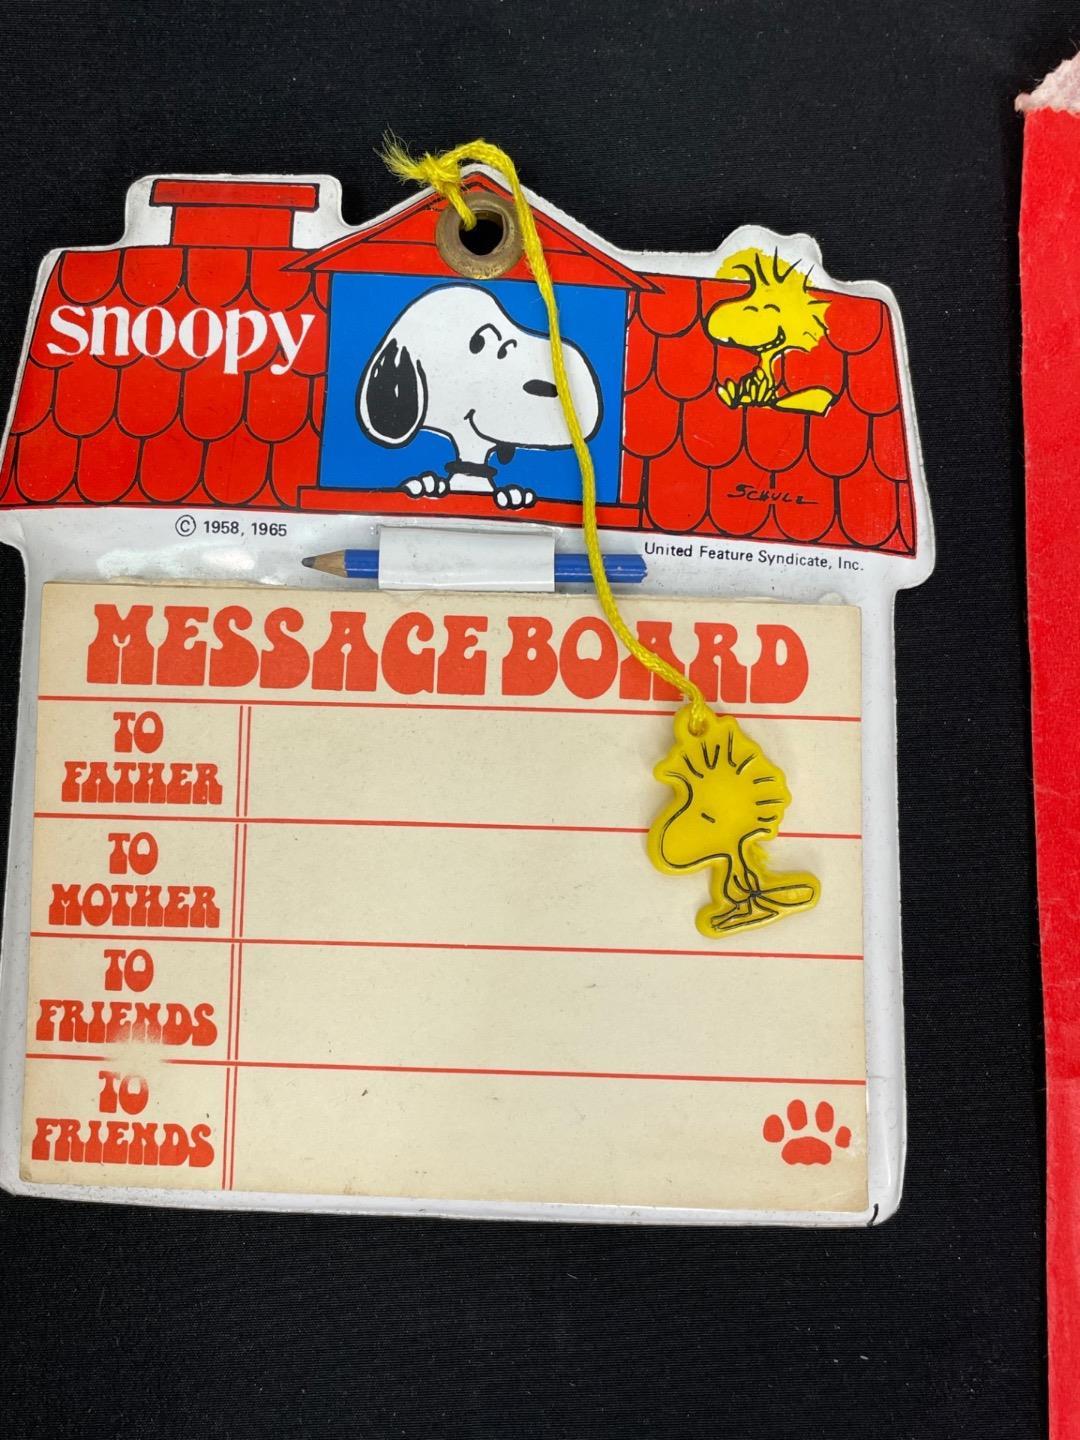 snoopy
SCHULZ
© 1958, 1965
United Feature Syndicate, Inc.
MESSAGE BOARD
TO
FATHER
TO
MOTHER
TO
FRIENDS
TO
FRIENDS